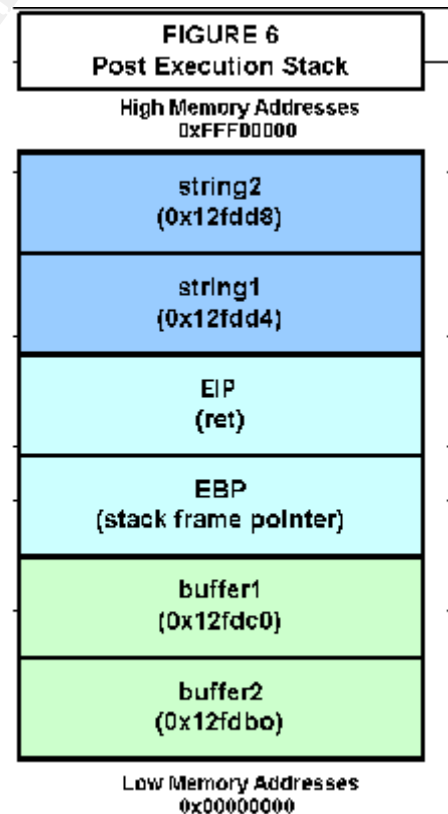 FIGURE 6
Post Execution Stack
High Memory Addresses
0xFFF00000
string2
(0x12fdd8)
string1
(0x12fdd4)
EIP
(ret)
EBP
(stack frame pointer)
buffer1
(0x12fdc0)
buffer2
(0x12fdbo)
Low Memory Addresses
0x00000000